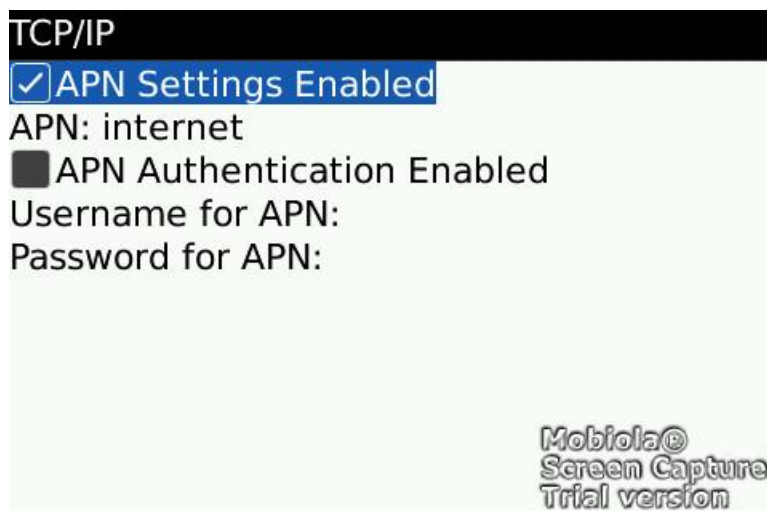 TCP/IP
APN Settings Enabled
APN: internet
APN Authentication Enabled
Username for APN:
Password for APN:
Mobiola®
Screen Capture
Trial version